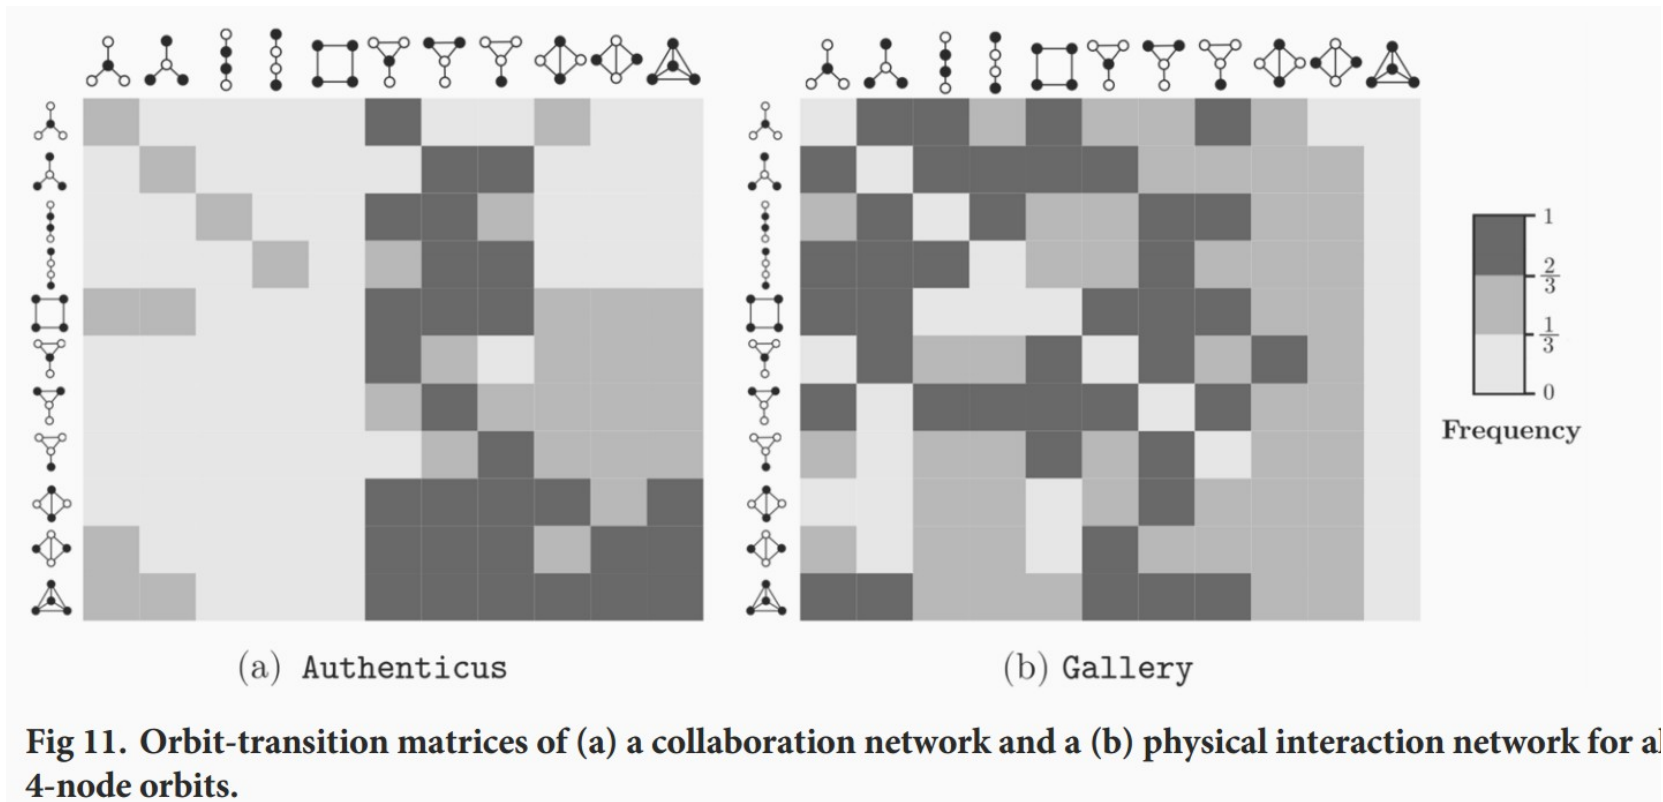 1
2
3
1
3
0
Frequency
(a) Authenticus
(b) Gallery
Fig 11. Orbit-transition matrices of (a) a collaboration network and a (b) physical interaction network for al
4-node orbits.